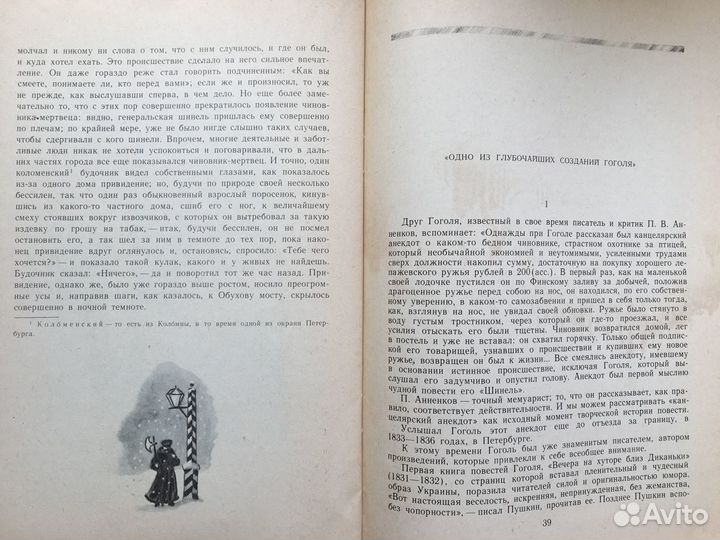 молчал и никому ни слова о том, что с ним случилось, и где он был,
и куда хотел ехать. Это происшествие сделало на него сильное впечат-
ление. Он даже гораздо реже стал говорить подчиненным: «Как вы
смеете, понимаете ли, кто перед вами»; если же и произносил, то уж
не прежде, как выслушавши сперва, в чем дело. Но еще более заме-
чательно то, что с этих пор совершенно прекратилось появление чинов-
ника-мертвеца: видно, генеральская шинель пришлась ему совершенно
по плечам; по крайней мере, уже не было нигде слышно таких случаев,
чтобы сдергивали с кого шинели. Впрочем, многие деятельные и забот-
ливые люди никак не хотели успокоиться и поговаривали, что в даль-
них частях города все еще показывался чиновник-мертвец. И точно, один
коломенский¹ будочник видел собственными глазами, как показалось
из-за одного дома привидение; но, будучи по природе своей несколько
бессилен, так что один раз обыкновенный взрослый поросенок, кинув-
шись из какого-то частного дома, сшиб его с ног, к величайшему
смеху стоявших вокруг извозчиков, с которых он вытребовал за такую
издевку по грошу на табак,—итак, будучи бессилен, он не посмел
остановить его, а так шел за ним в темноте до тех пор, пока нако-
нец привидение вдруг оглянулось и, остановясь, спросило: «Тебе чего
хочется?»— и показало такой кулак, какого и у живых не найдешь.
Будочник сказал: «Ничего»,— да и поворотил тот же час назад. Приви-
дение, однако же, было уже гораздо выше ростом, носило преогром-
ные усы и, направив шаги, как казалось, к Обухову мосту, скрылось
совершенно в ночной темноте.
¹ Коломенский — то есть из Коломны, в то время одной из окраин Петер-
бурга.
«ОДНО ИЗ ГЛУБОЧАЙШИХ СОЗДАНИЙ ГОГОЛЯ»
I
Друг Гоголя, известный в свое время писатель и критик П. В. Ан-
ненков, вспоминает: «Однажды при Гоголе рассказан был канцелярский
анекдот о каком-то бедном чиновнике, страстном охотнике за птицей,
который необычайной экономией и неутомимыми, усиленными трудами
сверх должности накопил сумму, достаточную на покупку хорошего ле-
пажевского ружья рублей в 200 (асс.). В первый раз, как на маленькой
своей лодочке пустился он по Финскому заливу за добычей, положив
драгоценное ружье перед собою на нос, он находился, по его собствен-
ному уверению, в каком-то самозабвении и пришел в себя только тогда,
как, взглянув на нос, не увидал своей обновки. Ружье было стянуто в
воду густым тростником, через который он где-то проезжал, и все
усилия отыскать его были тщетны. Чиновник возвратился домой, лег
в постель и уже не вставал: он схватил горячку. Только общей подпис-
кой его товарищей, узнавших о происшествии и купивших ему новое
ружье, возвращен он был к жизни... Все смеялись анекдоту, имевшему
в основании истинное происшествие, исключая Гоголя, который вы-
слушал его задумчиво и опустил голову. Анекдот был первой мыслию
чудной повести его «Шинель».
П. Анненков — точный мемуарист; то, что он рассказывает, как пра-
вило, соответствует действительности. И мы можем рассматривать «кан-
целярский анекдот» как исходный момент творческой истории повести.
Услышал Гоголь этот анекдот еще до отъезда за границу, в
1833—1836 годах, в Петербурге.
К этому времени Гоголь был уже знаменитым писателем, автором
произведений, которые привлекли к себе всеобщее внимание.
Первая книга повестей Гоголя, «Вечера на хуторе близ Диканьки»
(1831—1832), со страниц которой вставал пленительный и чудесный
образ Украины, поразила читателей силой и оригинальностью юмора.
«Вот настоящая веселость, искренняя, непринужденная, без жеманства,
без чопорности»,— писал Пушкин, прочитав ее. Позднее Пушкин вспо-
39
Avito